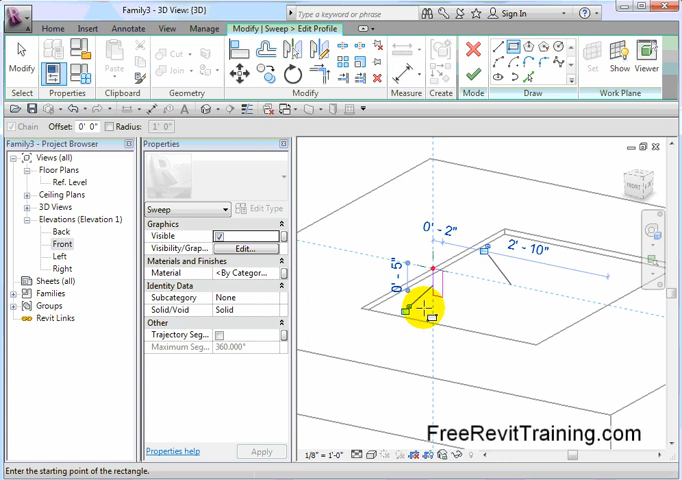 Family3 - 3D View: {3D}
Type a keyword or phrase
Sign In
Home Insert Annotate View Manage Modify | Sweep > Edit Profile
Modify
Paste
Cut
Join
Select Properties Clipboard Geometry Modify Measure Create Mode Draw Work Plane
Set Show Viewer
Chain Offset: 0' 0" Radius: 1' 0"
Family3 - Project Browser
Views (all)
Floor Plans
Ref. Level
Ceiling Plans
3D Views
Elevations (Elevation 1)
Back
Front
Left
Right
Sheets (all)
Families
Groups
Revit Links
Properties
Sweep
Edit Type
Graphics
Visible
Visibility/Grap... Edit...
Materials and Finishes
Material <By Categor...
Identity Data
Subcategory None
Solid/Void Solid
Other
Trajectory Seg...
Maximum Seg... 360.000°
Properties help
Apply
0' - 2"
2' - 10"
0' - 5"
FRONT
FreeRevitTraining.com
1/8" = 1'-0"
Enter the starting point of the rectangle.